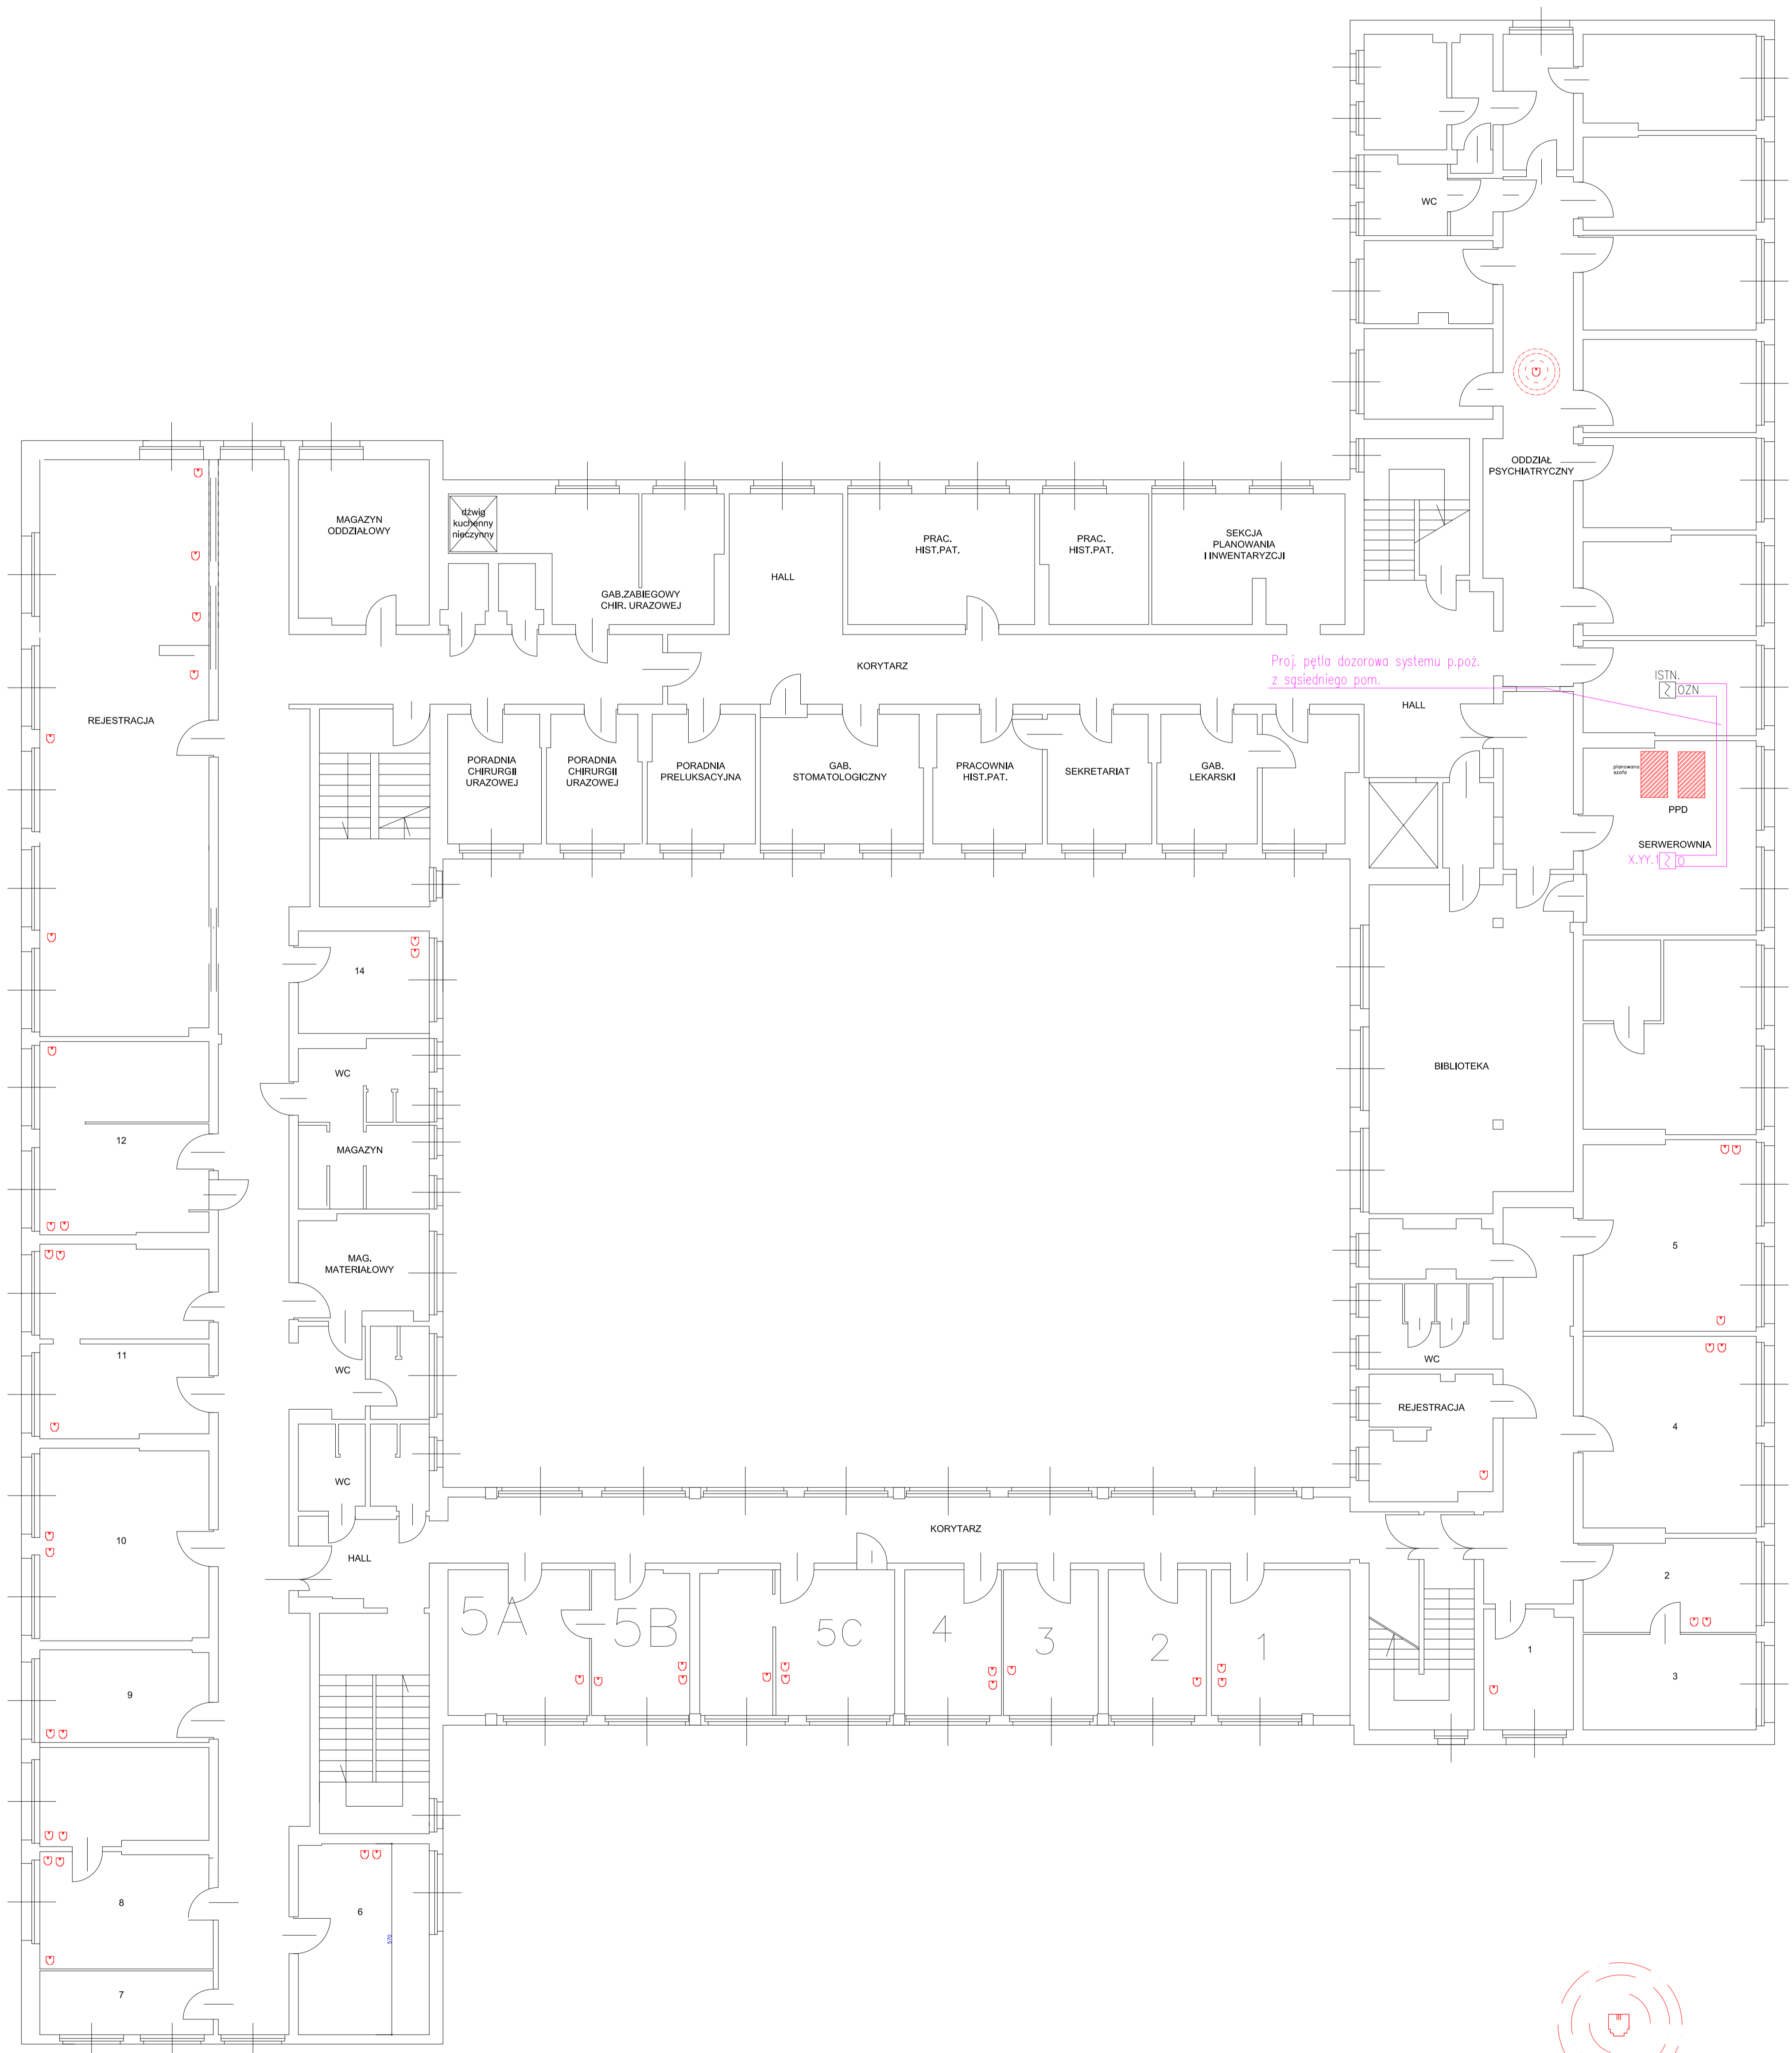 WC
ODDZIAŁ
PSYCHIATRYCZNY
MAGAZYN
ODDZIAŁOWY
dźwig
kuchenny
nieczynny
GAB.ZABIEGOWY
CHIR. URAZOWEJ
HALL
PRAC.
HIST.PAT.
PRAC.
HIST.PAT.
SEKCJA
PLANOWANIA
I INWENTARYZCJI
KORYTARZ
Proj. pętla dozorowa systemu p.poż.
z sąsiedniego pom.
HALL
ISTN.
OZN
REJESTRACJA
PORADNIA
CHIRURGII
URAZOWEJ
PORADNIA
CHIRURGII
URAZOWEJ
PORADNIA
PRELUKSACYJNA
GAB.
STOMATOLOGICZNY
PRACOWNIA
HIST.PAT.
SEKRETARIAT
GAB.
LEKARSKI
planowana
szafa
PPD
SERWEROWNIA
X.YY.1
O
14
WC
BIBLIOTEKA
12
MAGAZYN
MAG.
MATERIAŁOWY
5
11
WC
WC
REJESTRACJA
4
WC
10
HALL
KORYTARZ
5A
5B
5C
4
3
2
1
2
1
3
9
8
6
570
7